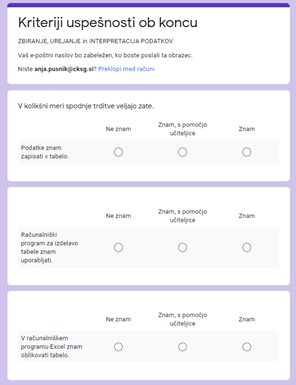 Kriteriji uspešnosti ob koncu
ZBIRANJE, UREJANJE in INTERPRETACIJA PODATKOV
Vaš e-poštni naslov bo zabeležen, ko boste poslali ta obrazec.
Niste anja.pusnik@cksg.si? Preklopi med računi
V kolikšni meri spodnje trditve veljajo zate.
Ne znam
Znam, s pomočjo
učiteljice
Znam
Podatke znam
zapisati v tabelo.
Ne znam
Znam, s pomočjo
učiteljice
Znam
Računalniški
program za izdelavo
tabele znam
uporabljati.
Ne znam
Znam, s pomočjo
učiteljice
Znam
V računalniškem
programu Excel znam
oblikovati tabelo.